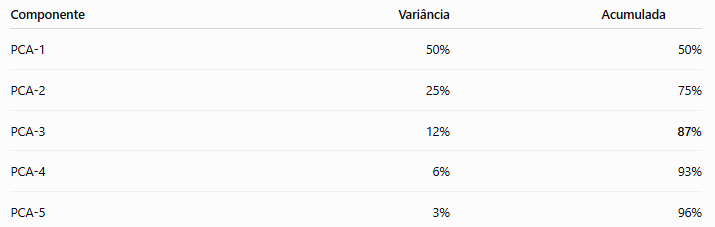 Componente Variância Acumulada
PCA-1 50% 50%
PCA-2 25% 75%
PCA-3 12% 87%
PCA-4 6% 93%
PCA-5 3% 96%